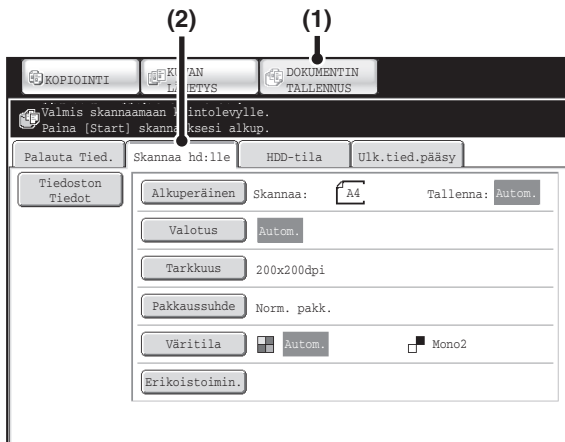 (2) (1)
KOPIOINTI
KUVAN
LÄHETYS
DOKUMENTIN
TALLENNUS
Valmis skannaamaan kiintolevylle.
Paina [Start] alkup.
Palauta Tied. Skannaa hd:lle HDD-tila Ulk.tied.pääsy
Tiedoston
Tiedot
Alkuperäinen Skannaa: A4 Tallenna: Autom.
Valotus Autom.
Tarkkuus 200x200dpi
Pakkaussuhde Norm. pakk.
Väritila Autom. Mono2
Erikoistoimin.